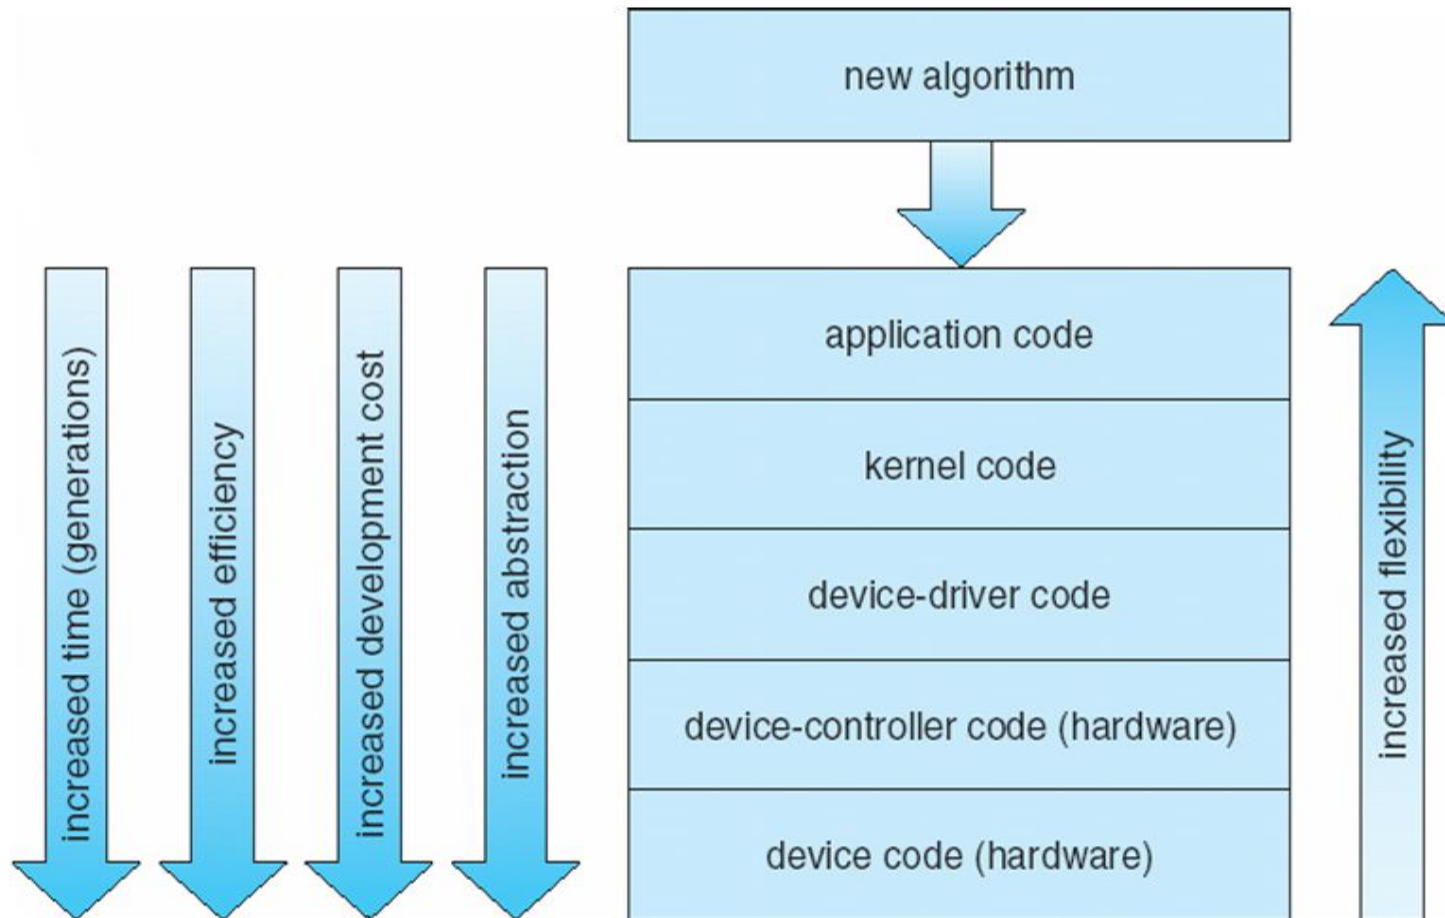 new algorithm
increased time (generations)
increased efficiency
increased development cost
increased abstraction
application code
kernel code
device-driver code
device-controller code (hardware)
device code (hardware)
increased flexibility